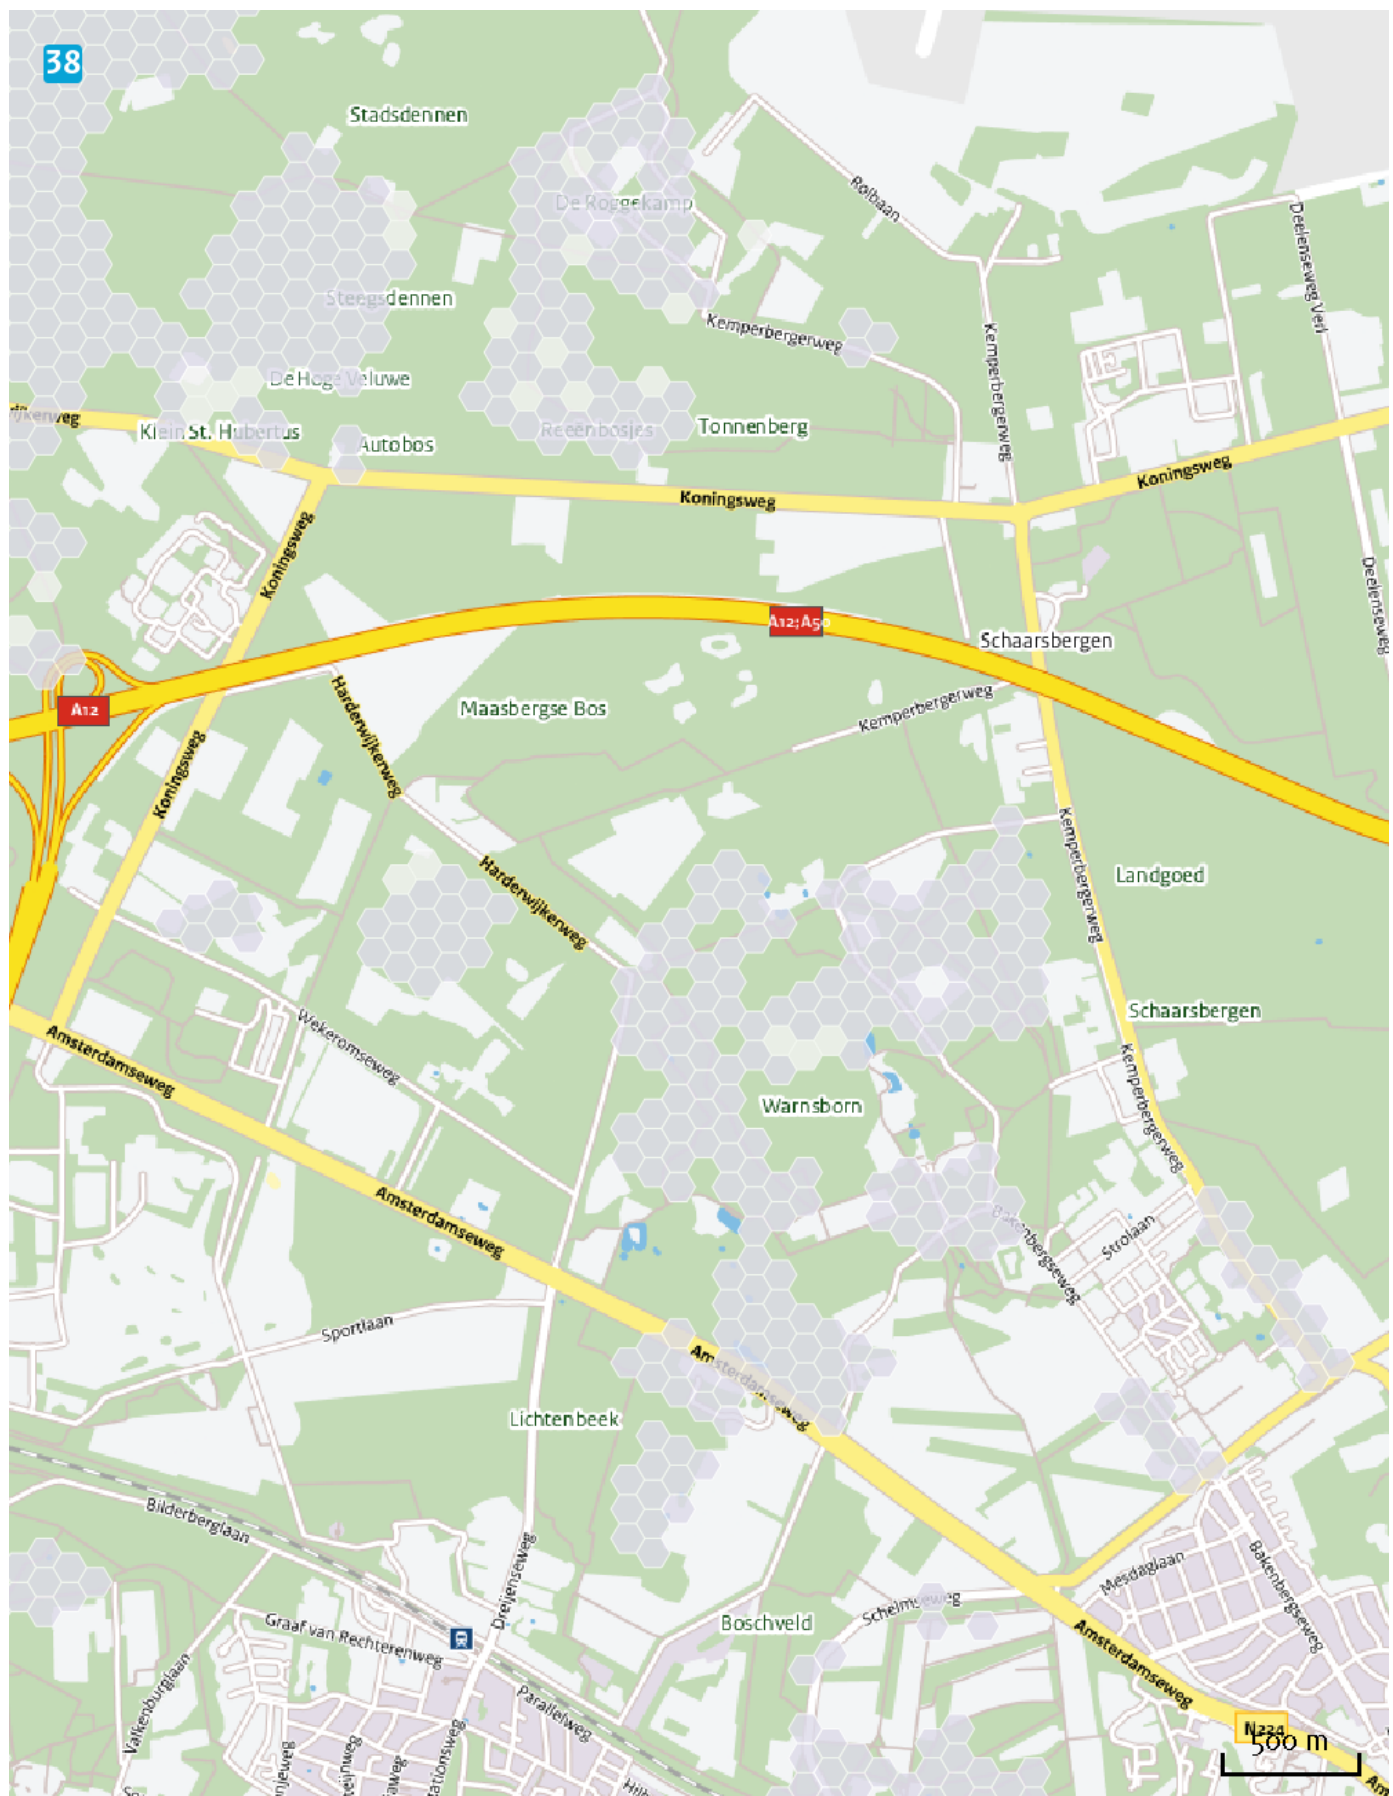 38
Stadsdennen
De Roggekamp
Rolbaan
Deelenseweg Verl
Steegsdennen
Kemperbergerweg
Kemperbergerweg
De Hoge Veluwe
Klein St. Hubertus
Autobos
Reeënbosjes
Tonnenberg
Koningsweg
Koningsweg
Koningsweg
Deelenseweg
A12;A50
Schaarsbergen
A12
Harderwijkerweg
Maasbergse Bos
Kemperbergerweg
Koningsweg
Harderwijkerweg
Kemperbergerweg
Landgoed
Schaarsbergen
Wekeromseweg
Amsterdamseweg
Kemperbergerweg
Warnsborn
Amsterdamseweg
Bakenbergseweg
Strolaan
Sportlaan
Amsterdamseweg
Lichtenbeek
Bilderberglaan
Dreijenseweg
Mesdaglaan
Bakenbergseweg
Schelmseweg
Graaf van Rechterenweg
Boschveld
Amsterdamseweg
Valkenburglaan
Parallelweg
N224
500 m